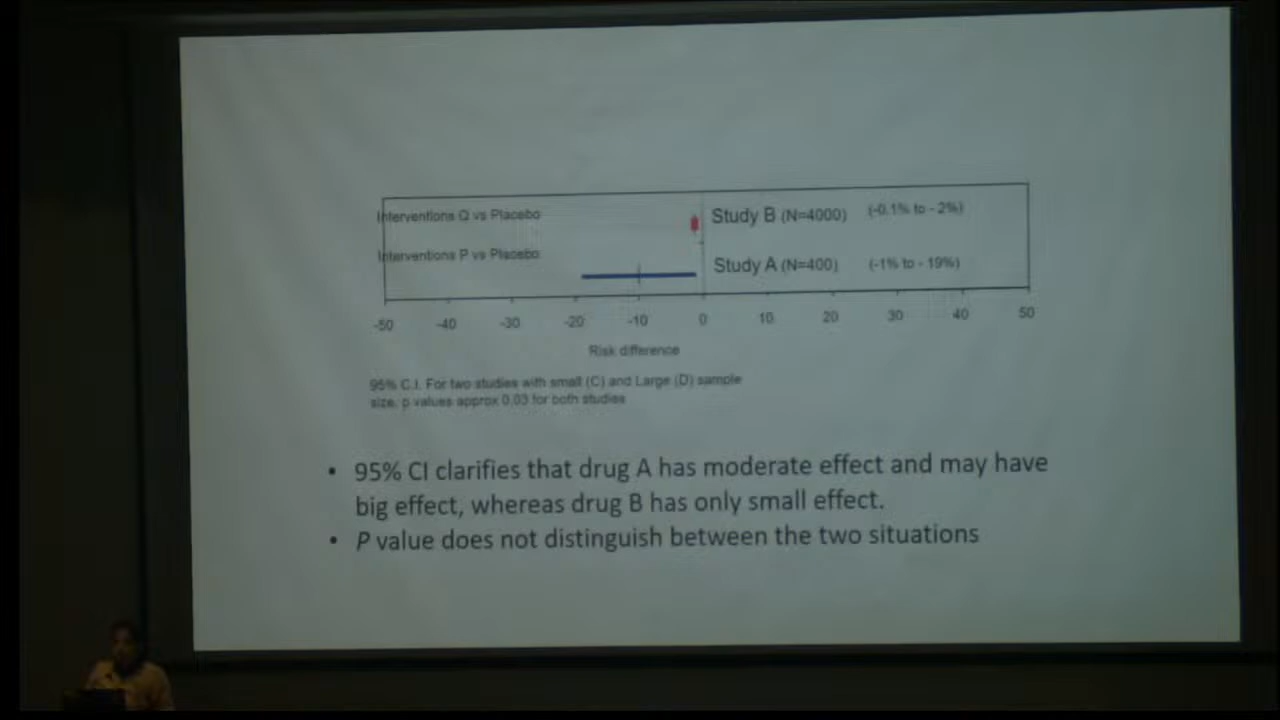 Interventions Q vs Placebo
Study B (N=4000) (-0.1% to - 2%)
Interventions P vs Placebo
Study A (N=400) (-1% to - 19%)
-50 -40 -30 -20 -10 0 10 20 30 40 50
Risk difference
95% C.I. For two studies with small (C) and Large (D) sample
size, p values approx 0.03 for both studies
• 95% CI clarifies that drug A has moderate effect and may have
big effect, whereas drug B has only small effect.
• P value does not distinguish between the two situations